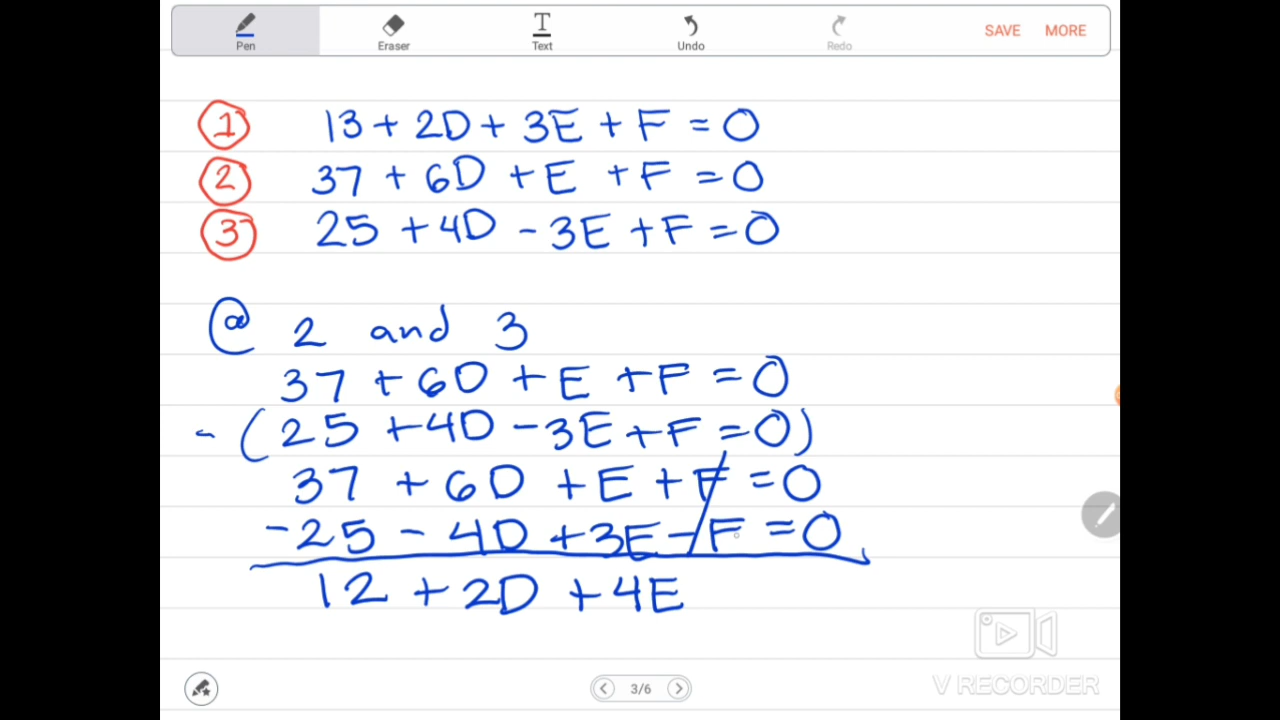 Pen Eraser Text Undo Redo SAVE MORE
1 13 + 2D + 3E + F = 0
2 37 + 6D + E + F = 0
3 25 + 4D - 3E + F = 0
@ 2 and 3
37 + 6D + E + F = 0
- (25 + 4D - 3E + F = 0)
37 + 6D + E + F = 0
-25 - 4D + 3E - F = 0
12 + 2D + 4E
3/6
V RECORDER